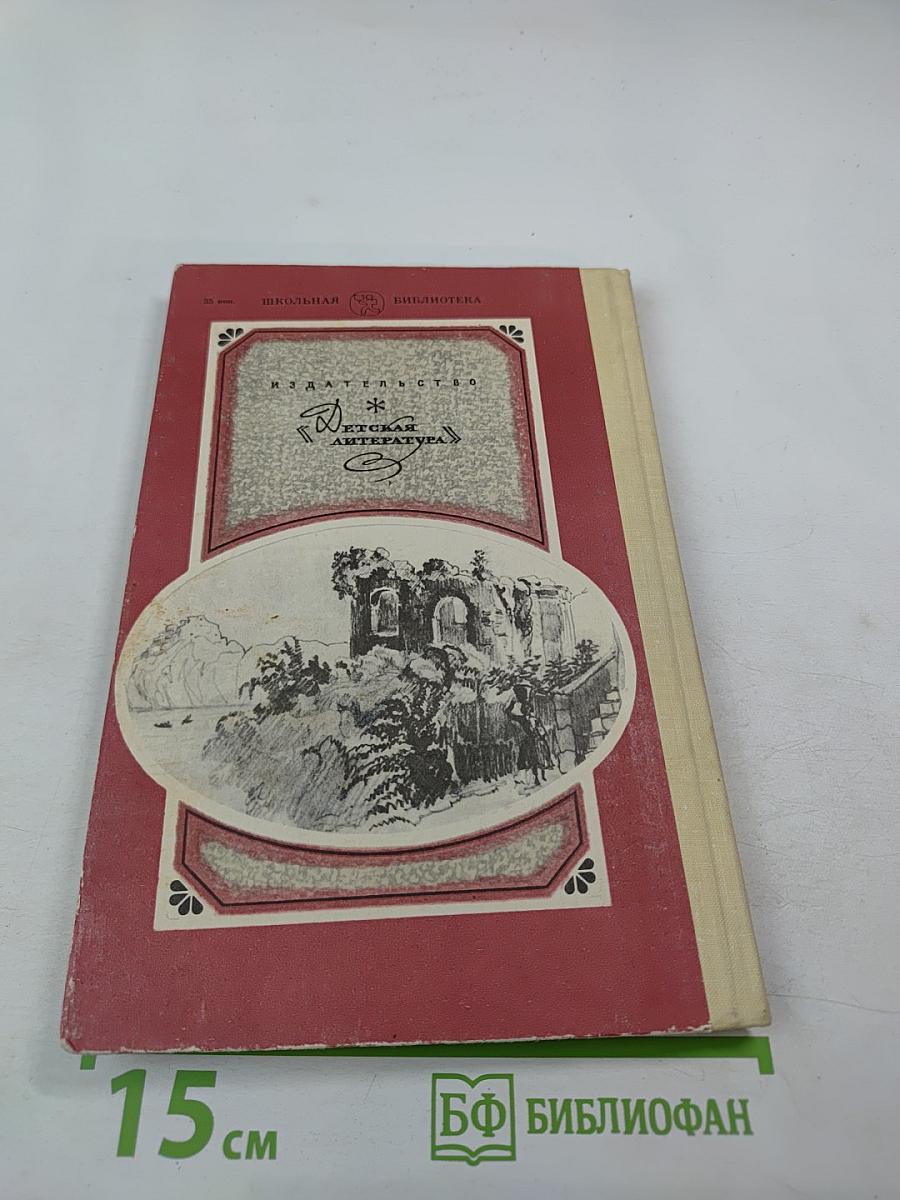 35 коп. ШКОЛЬНАЯ БИБЛИОТЕКА
ИЗДАТЕЛЬСТВО
«ДЕТСКАЯ
ЛИТЕРАТУРА»
15 см
БФ БИБЛИОФАН